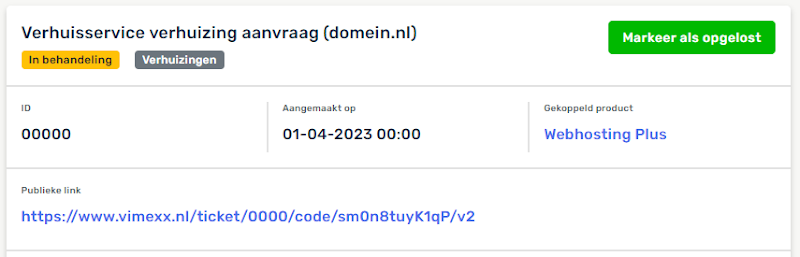 Verhuisservice verhuizing aanvraag (domein.nl)
Markeer als opgelost
In behandeling Verhuizingen
ID Aangemaakt op Gekoppeld product
00000 01-04-2023 00:00 Webhosting Plus
Publieke link
https://www.vimexx.nl/ticket/0000/code/sm0n8tuyK1qP/v2